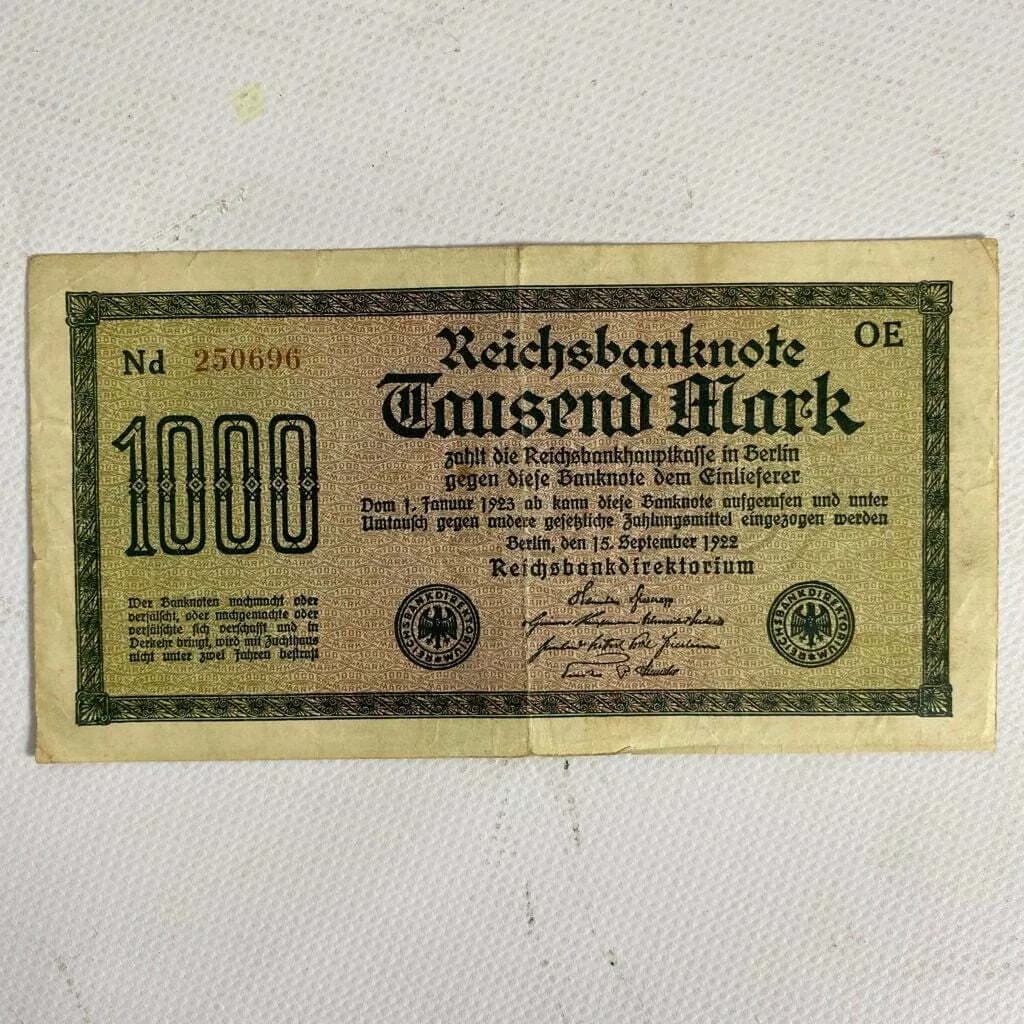 Nd 250696
OE
1000
Reichsbanknote
Tausend Mark
zahlt die Reichsbankhauptkasse in Berlin
gegen diese Banknote dem Einlieferer
Vom 1. Januar 1923 ab kann diese Banknote aufgerufen und unter
Umtausch gegen andere gesetzliche Zahlungsmittel eingezogen werden
Berlin, den 15. September 1922
Reichsbankdirektorium
Wer Banknoten nachmacht oder
verfälscht, oder nachgemachte oder
verfälschte sich verschafft und in
Verkehr bringt, wird mit Zuchthaus
nicht unter zwei Jahren bestraft
REICHSBANKDIREKTORIUM
REICHSBANKDIREKTORIUM